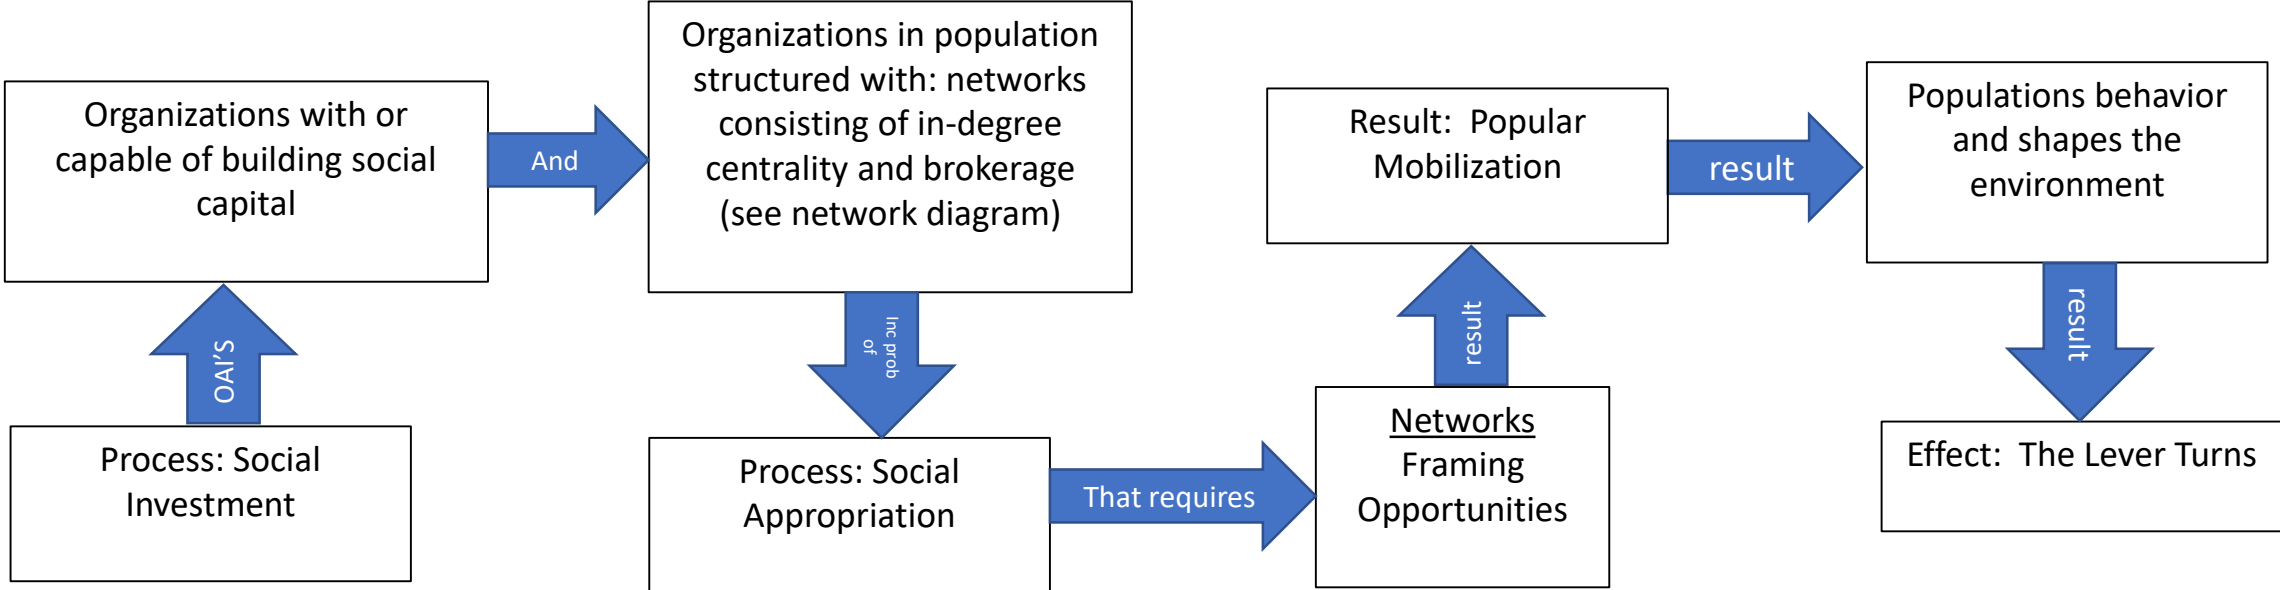 Organizations with or
capable of building social
capital
And
Organizations in population
structured with: networks
consisting of in-degree
centrality and brokerage
(see network diagram)
Result:  Popular
Mobilization
result
Populations behavior
and shapes the
environment
OAI’S
Inc prob
of
result
result
Process: Social
Investment
Process: Social
Appropriation
That requires
Networks
Framing
Opportunities
Effect:  The Lever Turns